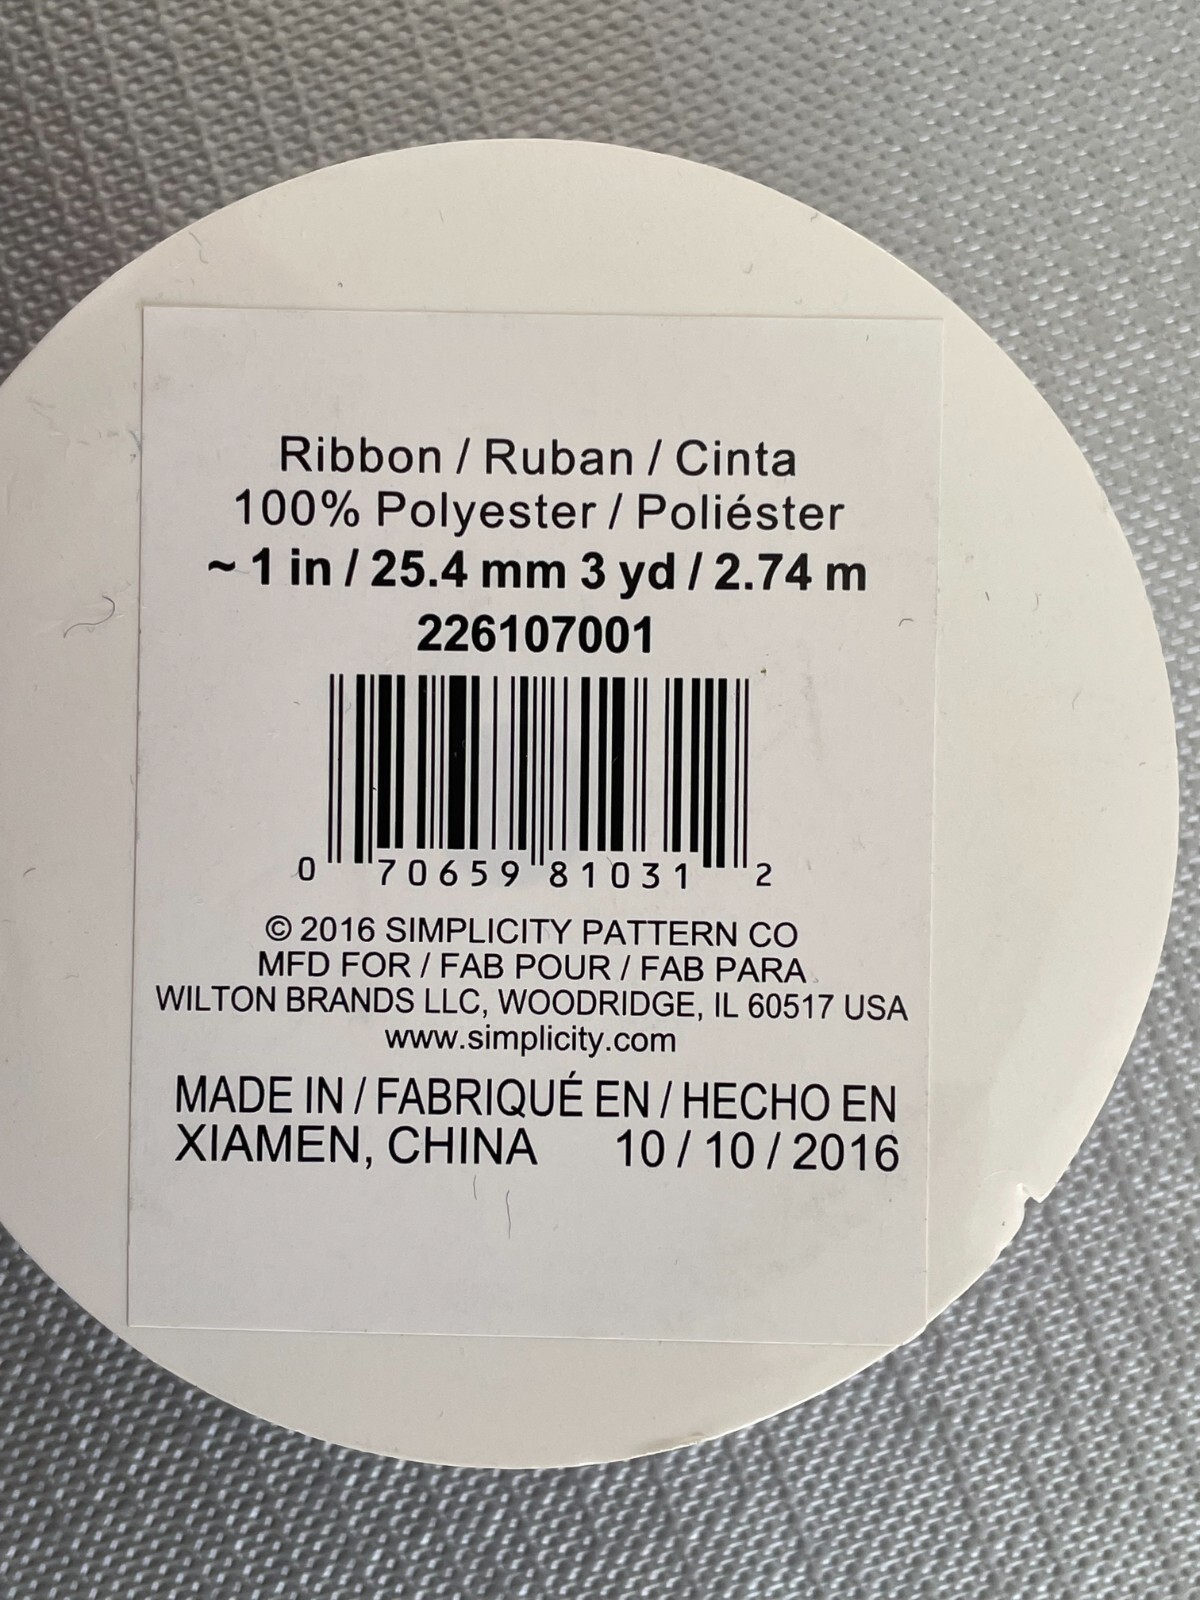 Ribbon / Ruban / Cinta
100% Polyester / Poliéster
~ 1 in / 25.4 mm 3 yd / 2.74 m
226107001
0 70659 81031 2
© 2016 SIMPLICITY PATTERN CO
MFD FOR / FAB POUR / FAB PARA
WILTON BRANDS LLC, WOODRIDGE, IL 60517 USA
www.simplicity.com
MADE IN / FABRIQUÉ EN / HECHO EN
XIAMEN, CHINA 10 / 10 / 2016